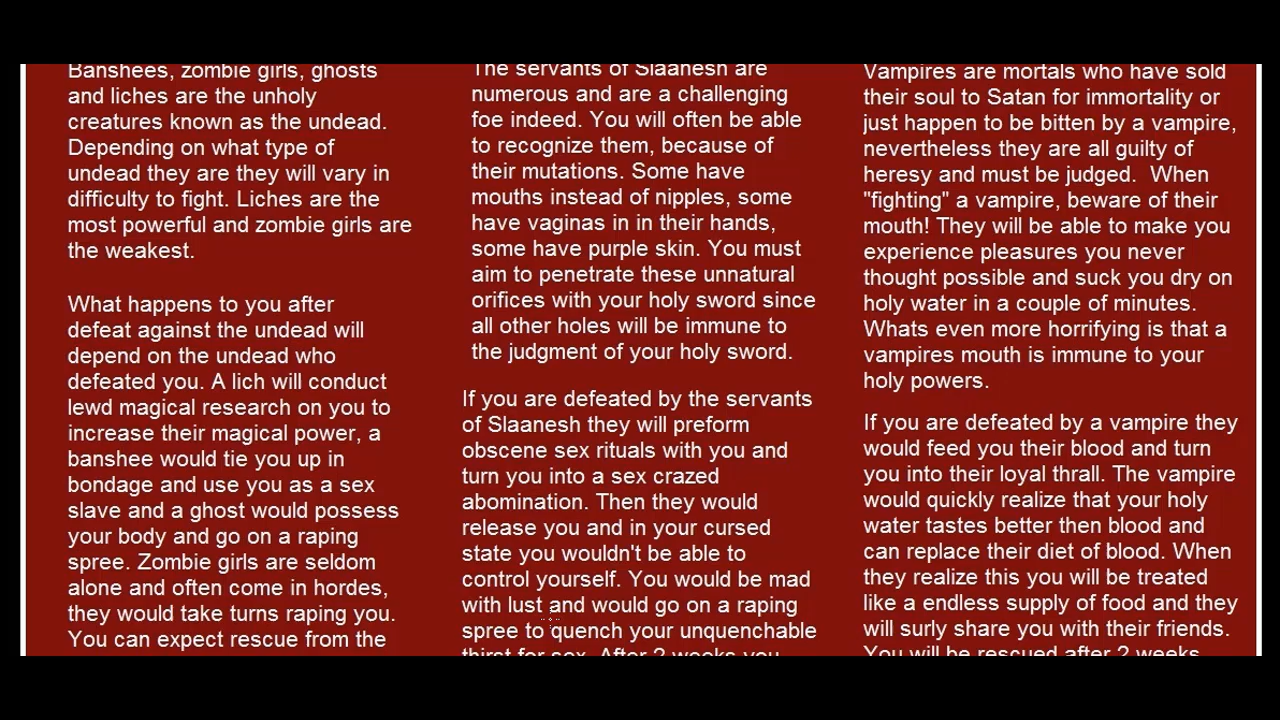 Banshees, zombie girls, ghosts
and liches are the unholy
creatures known as the undead.
Depending on what type of
undead they are they will vary in
difficulty to fight. Liches are the
most powerful and zombie girls are
the weakest.
What happens to you after
defeat against the undead will
depend on the undead who
defeated you. A lich will conduct
lewd magical research on you to
increase their magical power, a
banshee would tie you up in
bondage and use you as a sex
slave and a ghost would possess
your body and go on a raping
spree. Zombie girls are seldom
alone and often come in hordes,
they would take turns raping you.
You can expect rescue from the
The servants of Slaanesh are
numerous and are a challenging
foe indeed. You will often be able
to recognize them, because of
their mutations. Some have
mouths instead of nipples, some
have vaginas in in their hands,
some have purple skin. You must
aim to penetrate these unnatural
orifices with your holy sword since
all other holes will be immune to
the judgment of your holy sword.
If you are defeated by the servants
of Slaanesh they will preform
obscene sex rituals with you and
turn you into a sex crazed
abomination. Then they would
release you and in your cursed
state you wouldn't be able to
control yourself. You would be mad
with lust and would go on a raping
spree to quench your unquenchable
thirst for sex. After 2 weeks you
Vampires are mortals who have sold
their soul to Satan for immortality or
just happen to be bitten by a vampire,
nevertheless they are all guilty of
heresy and must be judged.  When
"fighting" a vampire, beware of their
mouth! They will be able to make you
experience pleasures you never
thought possible and suck you dry on
holy water in a couple of minutes.
Whats even more horrifying is that a
vampires mouth is immune to your
holy powers.
If you are defeated by a vampire they
would feed you their blood and turn
you into their loyal thrall. The vampire
would quickly realize that your holy
water tastes better then blood and
can replace their diet of blood. When
they realize this you will be treated
like a endless supply of food and they
will surly share you with their friends.
You will be rescued after 2 weeks